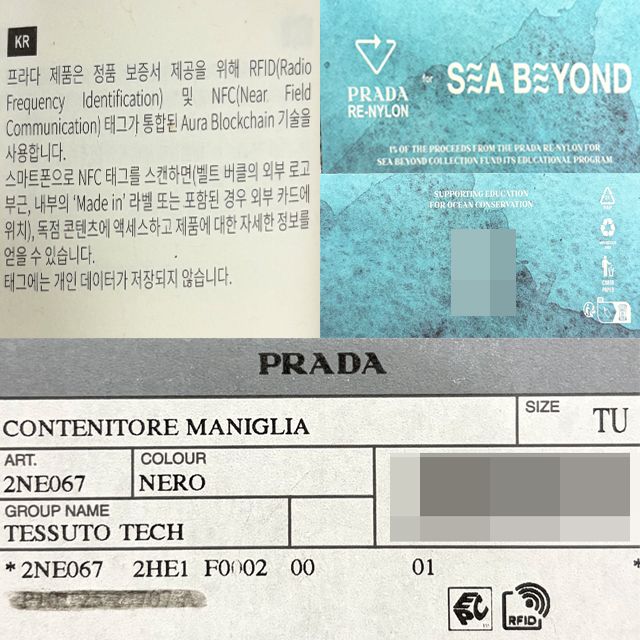 KR
프라다 제품은 정품 보증서 제공을 위해 RFID(Radio
Frequency Identification) 및 NFC(Near Field
Communication) 태그가 통합된 Aura Blockchain 기술을
사용합니다.
스마트폰으로 NFC 태그를 스캔하면(벨트 버클의 외부 로고
부근, 내부의 'Made in' 라벨 또는 포함된 경우 외부 카드에
위치), 독점 콘텐츠에 액세스하고 제품에 대한 자세한 정보를
얻을 수 있습니다.
태그에는 개인 데이터가 저장되지 않습니다.
PRADA
RE-NYLON
for SEA BEYOND
1% OF THE PROCEEDS FROM THE PRADA RE-NYLON FOR
SEA BEYOND COLLECTION FUND ITS EDUCATIONAL PROGRAM
SUPPORTING EDUCATION
FOR OCEAN CONSERVATION
PRADA
CONTENITORE MANIGLIA
SIZE
TU
ART.
2NE067
COLOUR
NERO
GROUP NAME
TESSUTO TECH
*2NE067 2HE1 F0002 00 01 *
EPC
RFID